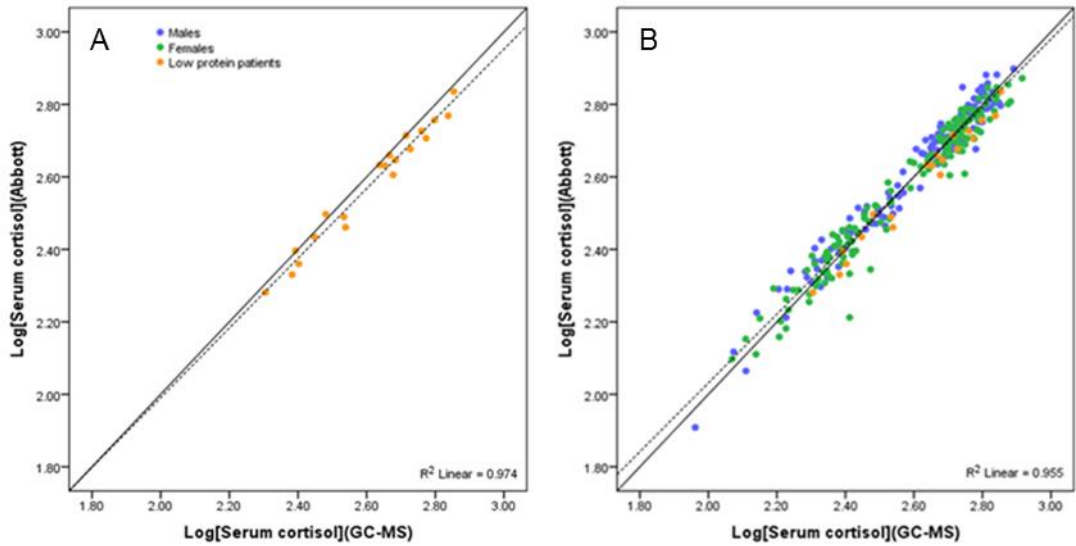 A
Males
Females
Low protein patients
3.00
2.80
2.60
2.40
2.20
2.00
1.80
Log[Serum cortisol](Abbott)
R² Linear = 0.974
1.80 2.00 2.20 2.40 2.60 2.80 3.00
Log[Serum cortisol](GC-MS)
B
3.00
2.80
2.60
2.40
2.20
2.00
1.80
Log[Serum cortisol](Abbott)
R² Linear = 0.955
1.80 2.00 2.20 2.40 2.60 2.80 3.00
Log[Serum cortisol](GC-MS)